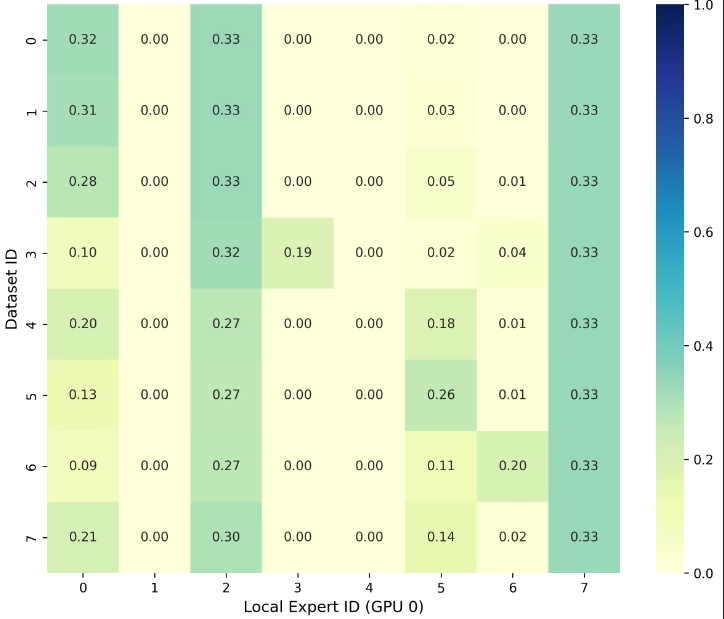 0 0.32 0.00 0.33 0.00 0.00 0.02 0.00 0.33
1 0.31 0.00 0.33 0.00 0.00 0.03 0.00 0.33
2 0.28 0.00 0.33 0.00 0.00 0.05 0.01 0.33
3 0.10 0.00 0.32 0.19 0.00 0.02 0.04 0.33
4 0.20 0.00 0.27 0.00 0.00 0.18 0.01 0.33
5 0.13 0.00 0.27 0.00 0.00 0.26 0.01 0.33
6 0.09 0.00 0.27 0.00 0.00 0.11 0.20 0.33
7 0.21 0.00 0.30 0.00 0.00 0.14 0.02 0.33
0 1 2 3 4 5 6 7
Local Expert ID (GPU 0)
Dataset ID
1.0
0.8
0.6
0.4
0.2
0.0